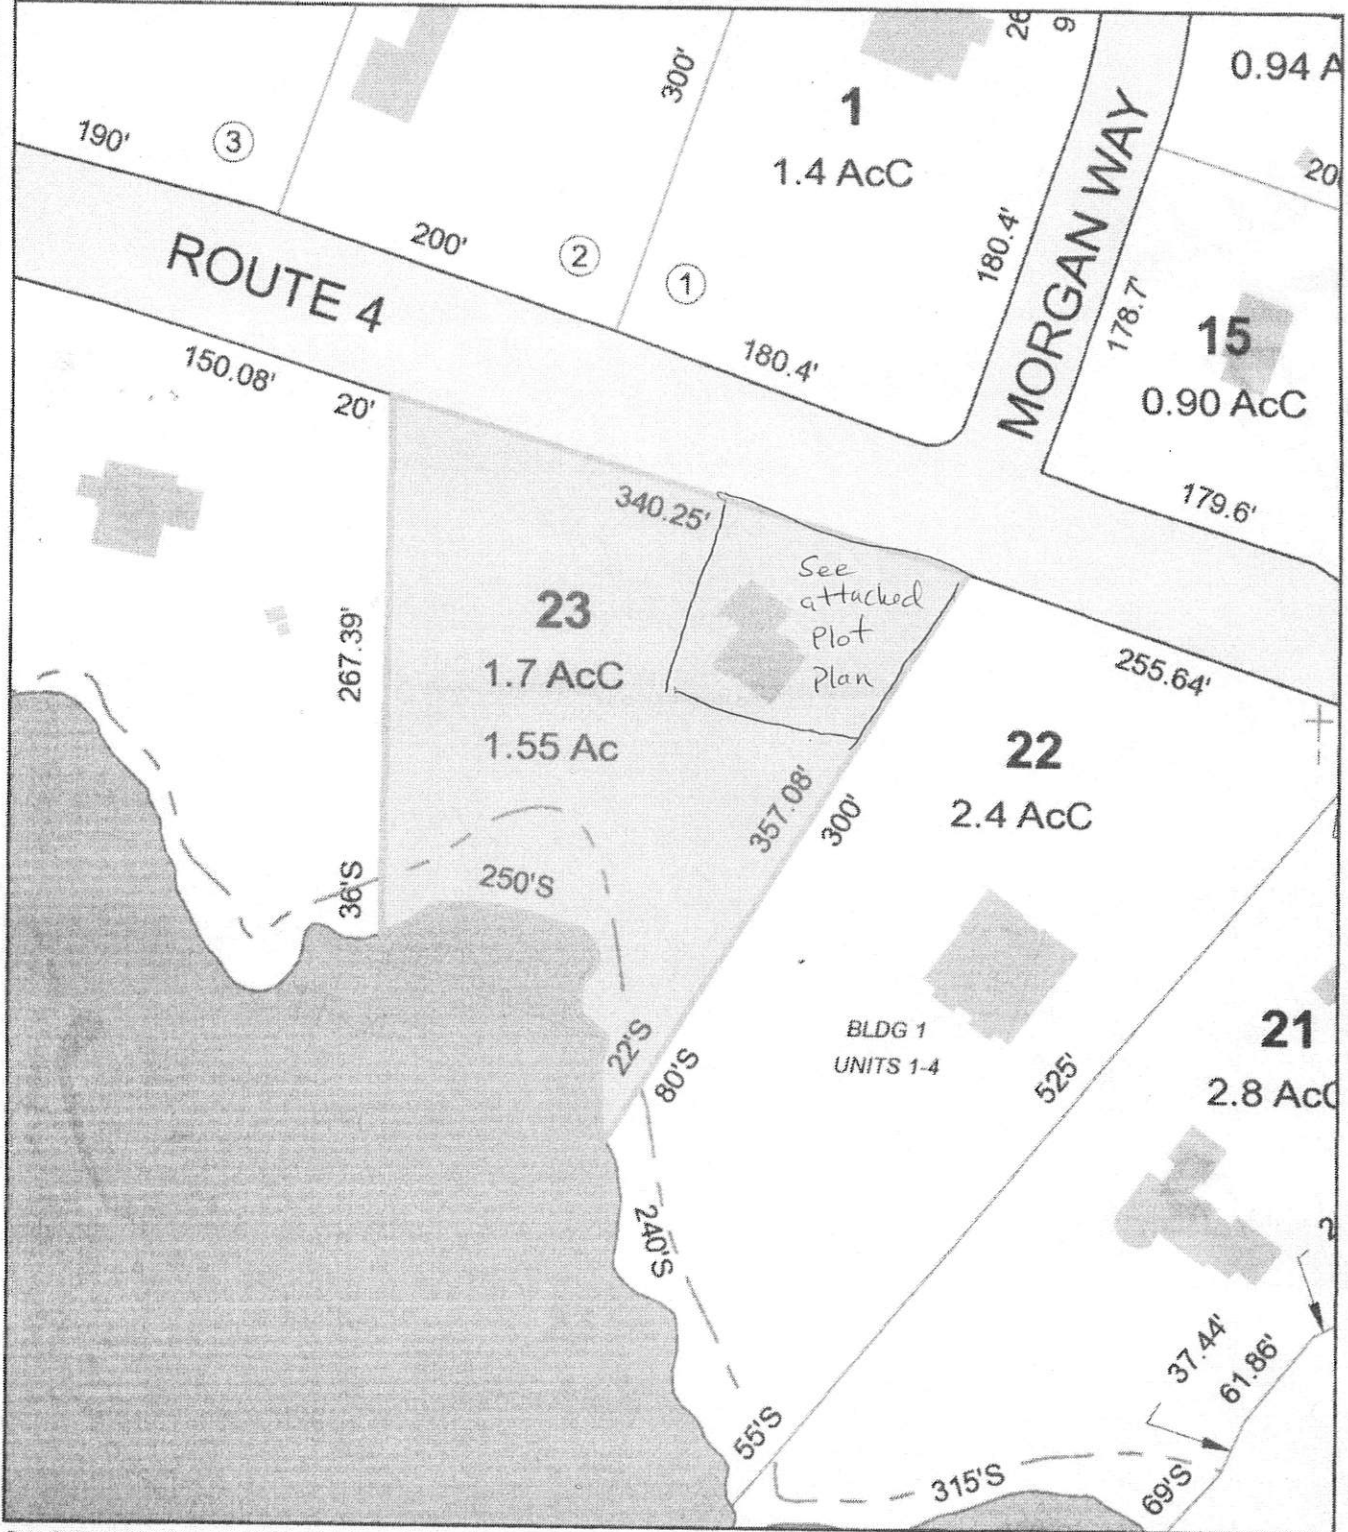 300'
26
9
0.94 A
1
1.4 AcC
190'
3
200'
2
1
180.4'
MORGAN WAY
20
178.7'
15
0.90 AcC
ROUTE 4
180.4'
150.08'
20'
179.6'
340.25'
See
attached
Plot
Plan
23
1.7 AcC
1.55 Ac
267.39'
255.64'
22
2.4 AcC
357.08'
300'
36'S
250'S
BLDG 1
UNITS 1-4
22'S
80'S
525'
21
2.8 AcC
240'S
2
37.44'
61.86'
55'S
315'S
69'S